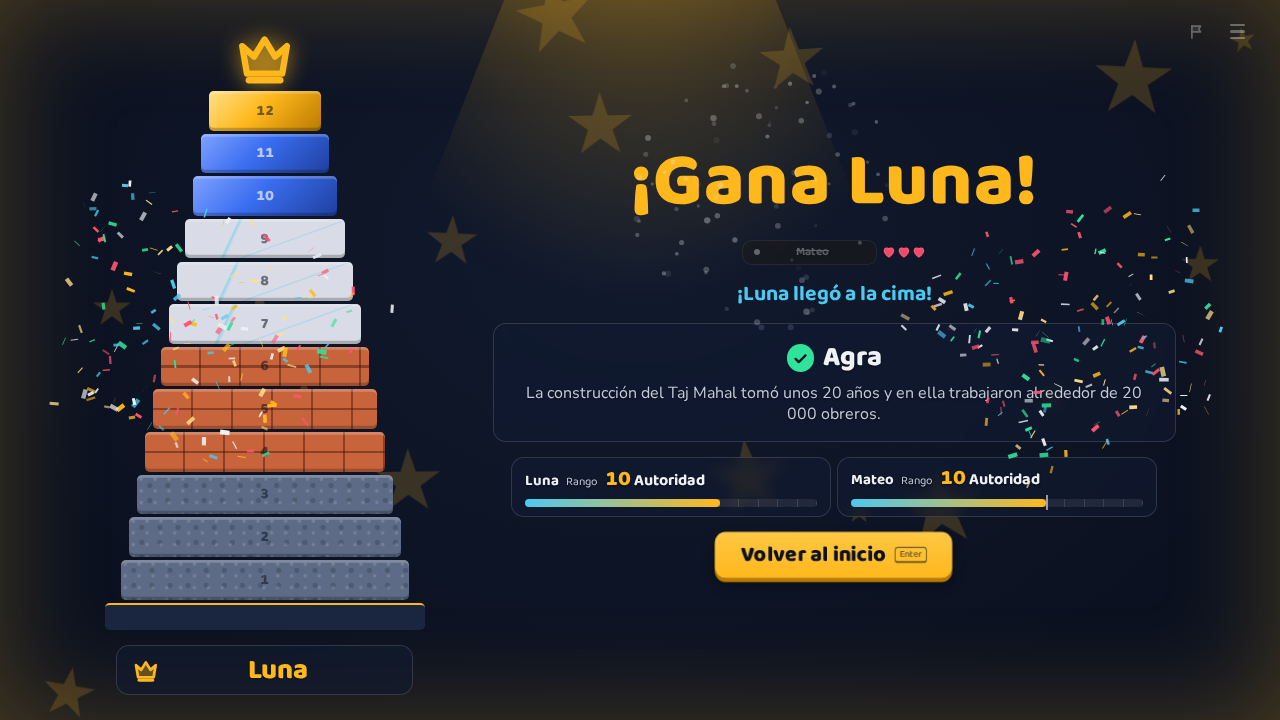 12
11
10
9
8
7
6
5
4
3
2
1
Luna
¡Gana Luna!
Mateo
¡Luna llegó a la cima!
Agra
La construcción del Taj Mahal tomó unos 20 años y en ella trabajaron alrededor de 20
000 obreros.
Luna Rango 10 Autoridad
Mateo Rango 10 Autoridad
Volver al inicio Enter